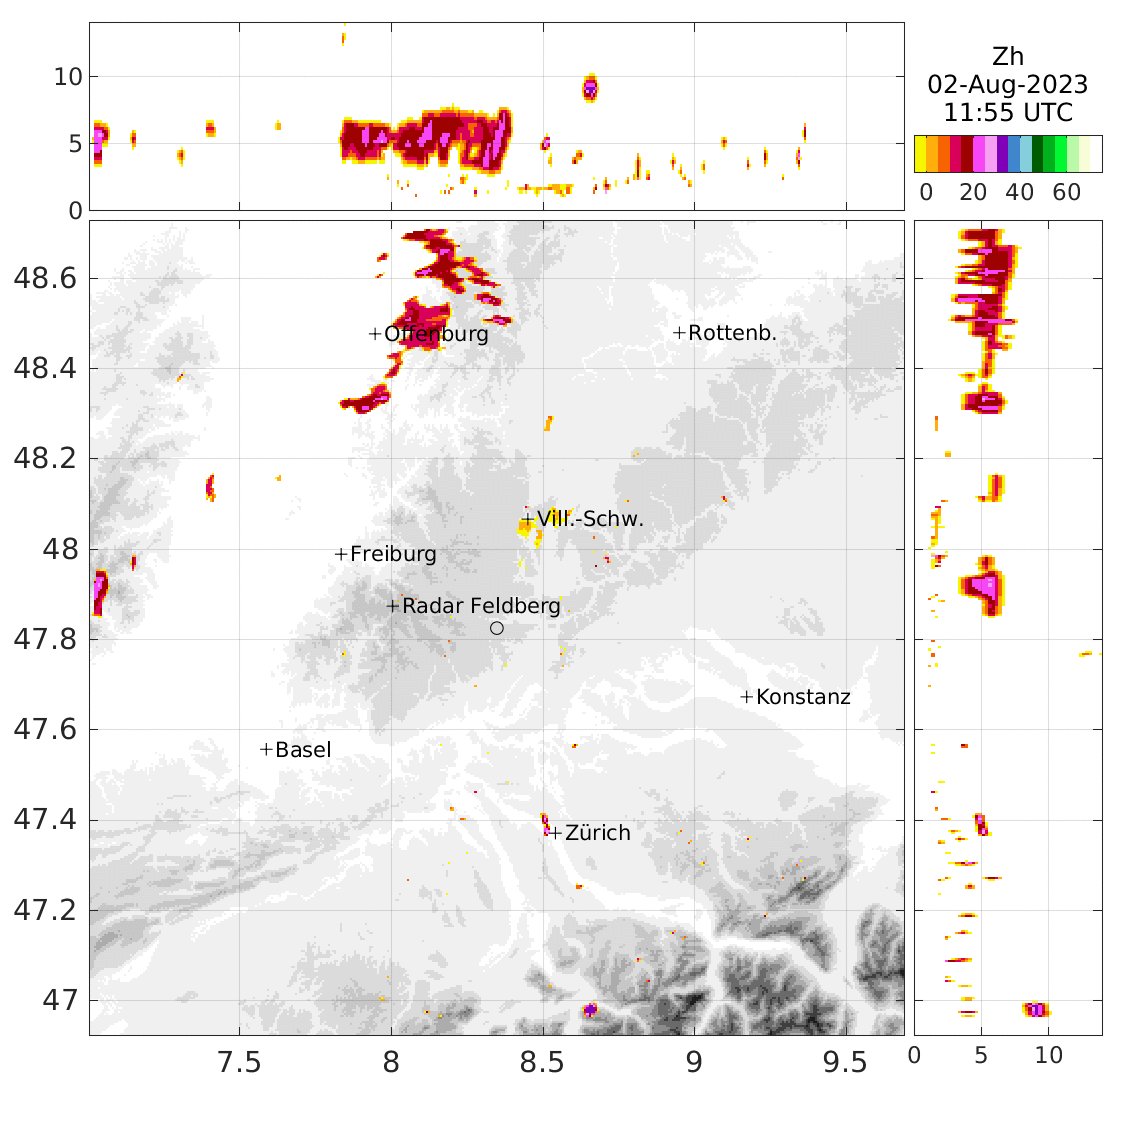 10
5
0
Zh
02-Aug-2023
11:55 UTC
0 20 40 60
48.6
48.4
48.2
48
47.8
47.6
47.4
47.2
47
Offenburg
Rottenb.
Vill.-Schw.
Freiburg
Radar Feldberg
Konstanz
Basel
Zürich
7.5 8 8.5 9 9.5
0 5 10